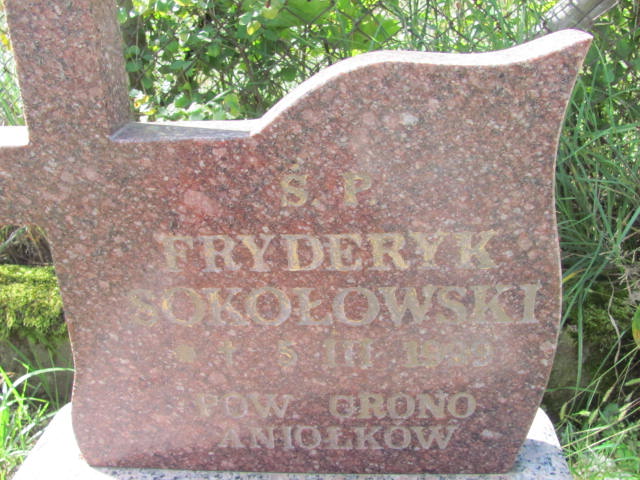 Ś. P.
FRYDERYK
SOKOŁOWSKI
* † 5 III
POW. GRONO
ANIOŁKÓW